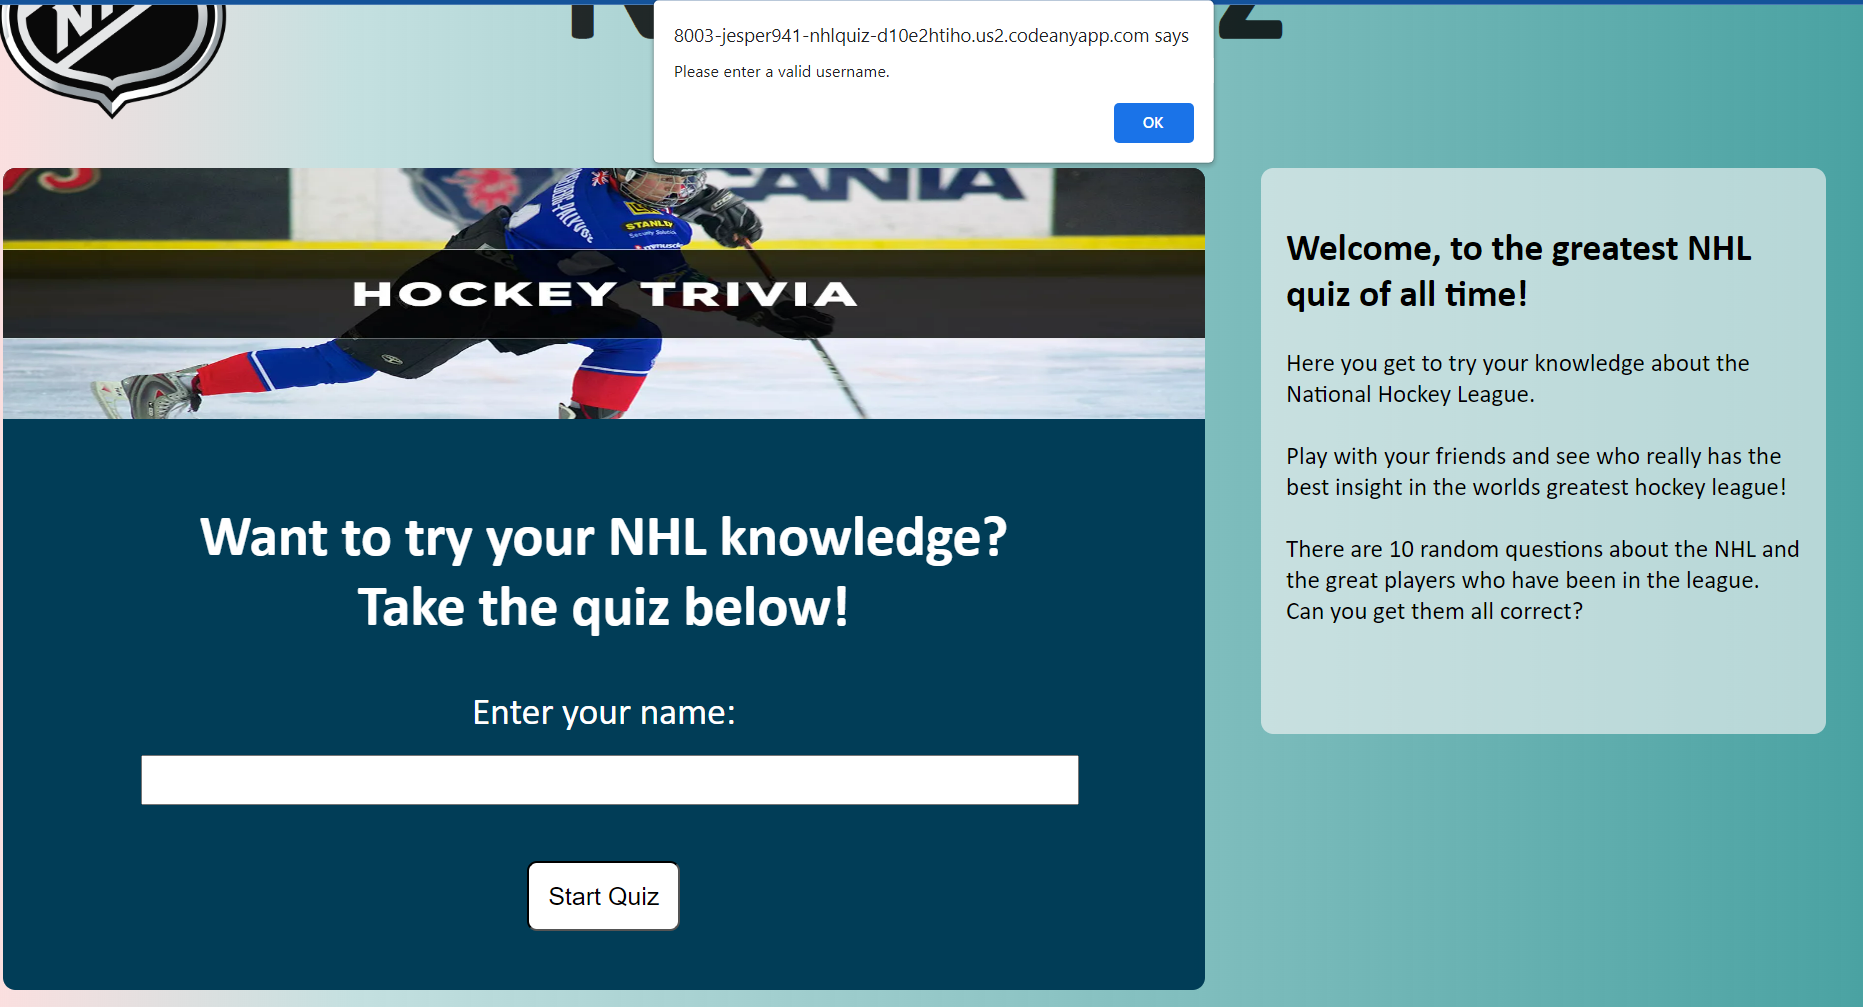 8003-jesper941-nhlquiz-d10e2htiho.us2.codeanyapp.com says
Please enter a valid username.
OK
CANIA
STANLEY
Security Solutions
HOCKEY TRIVIA
Welcome, to the greatest NHL
quiz of all time!
Here you get to try your knowledge about the
National Hockey League.
Play with your friends and see who really has the
best insight in the worlds greatest hockey league!
There are 10 random questions about the NHL and
the great players who have been in the league.
Can you get them all correct?
Want to try your NHL knowledge?
Take the quiz below!
Enter your name:
Start Quiz